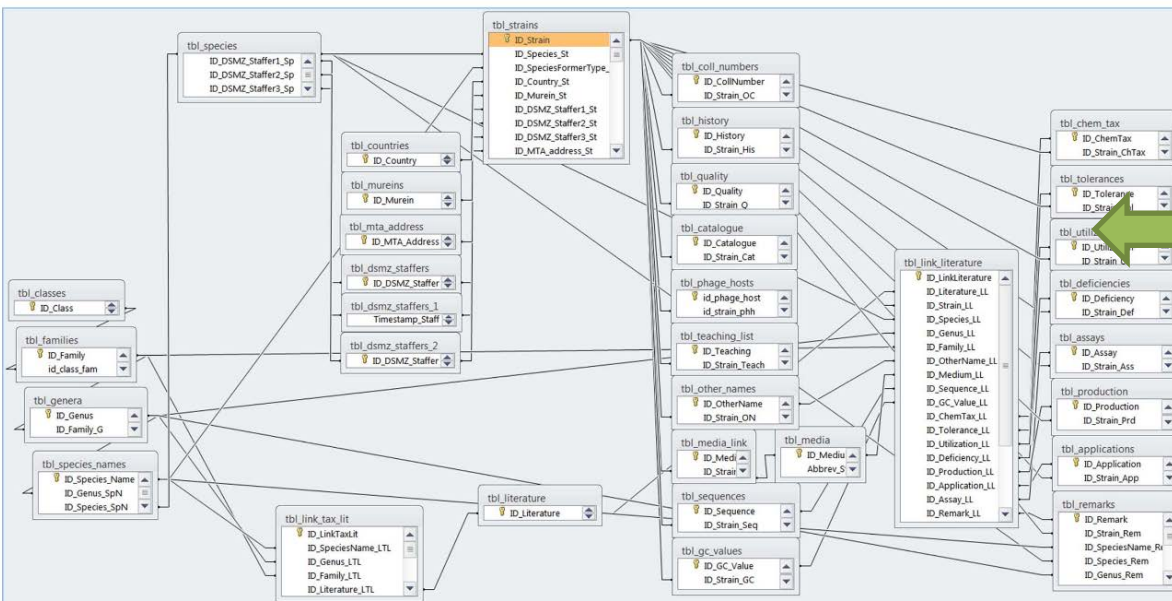 tbl_species
ID_DSMZ_Staffer1_Sp
ID_DSMZ_Staffer2_Sp
ID_DSMZ_Staffer3_Sp
tbl_strains
ID_Strain
ID_Species_St
ID_SpeciesFormerType_
ID_Country_St
ID_Murein_St
ID_DSMZ_Staffer1_St
ID_DSMZ_Staffer2_St
ID_DSMZ_Staffer3_St
ID_MTA_address_St
tbl_countries
ID_Country
tbl_mureins
ID_Murein
tbl_mta_address
ID_MTA_Address
tbl_dsmz_staffers
ID_DSMZ_Staffer
tbl_dsmz_staffers_1
Timestamp_Staff
tbl_dsmz_staffers_2
ID_DSMZ_Staffer
tbl_classes
ID_Class
tbl_families
ID_Family
id_class_fam
tbl_genera
ID_Genus
ID_Family_G
tbl_species_names
ID_Species_Name
ID_Genus_SpN
ID_Species_SpN
tbl_link_tax_lit
ID_LinkTaxLit
ID_SpeciesName_LTL
ID_Genus_LTL
ID_Family_LTL
ID_Literature_LTL
tbl_literature
ID_Literature
tbl_coll_numbers
ID_CollNumber
ID_Strain_OC
tbl_history
ID_History
ID_Strain_His
tbl_quality
ID_Quality
ID_Strain_Q
tbl_catalogue
ID_Catalogue
ID_Strain_Cat
tbl_phage_hosts
id_phage_host
id_strain_phh
tbl_teaching_list
ID_Teaching
ID_Strain_Teach
tbl_other_names
ID_OtherName
ID_Strain_ON
tbl_media_link
ID_Medi
ID_Strair
tbl_media
ID_Mediu
Abbrev_S
tbl_sequences
ID_Sequence
ID_Strain_Seq
tbl_gc_values
ID_GC_Value
ID_Strain_GC
tbl_link_literature
ID_LinkLiterature
ID_Literature_LL
ID_Strain_LL
ID_Species_LL
ID_Genus_LL
ID_Family_LL
ID_OtherName_LL
ID_Medium_LL
ID_Sequence_LL
ID_GC_Value_LL
ID_ChemTax_LL
ID_Tolerance_LL
ID_Utilization_LL
ID_Deficiency_LL
ID_Production_LL
ID_Application_LL
ID_Assay_LL
ID_Remark_LL
tbl_chem_tax
ID_ChemTax
ID_Strain_ChTax
tbl_tolerances
ID_Tolerance
tbl_deficiencies
ID_Deficiency
ID_Strain_Def
tbl_assays
ID_Assay
ID_Strain_Ass
tbl_production
ID_Production
ID_Strain_Prd
tbl_applications
ID_Application
ID_Strain_App
tbl_remarks
ID_Remark
ID_Strain_Rem
ID_SpeciesName_R
ID_Species_Rem
ID_Genus_Rem